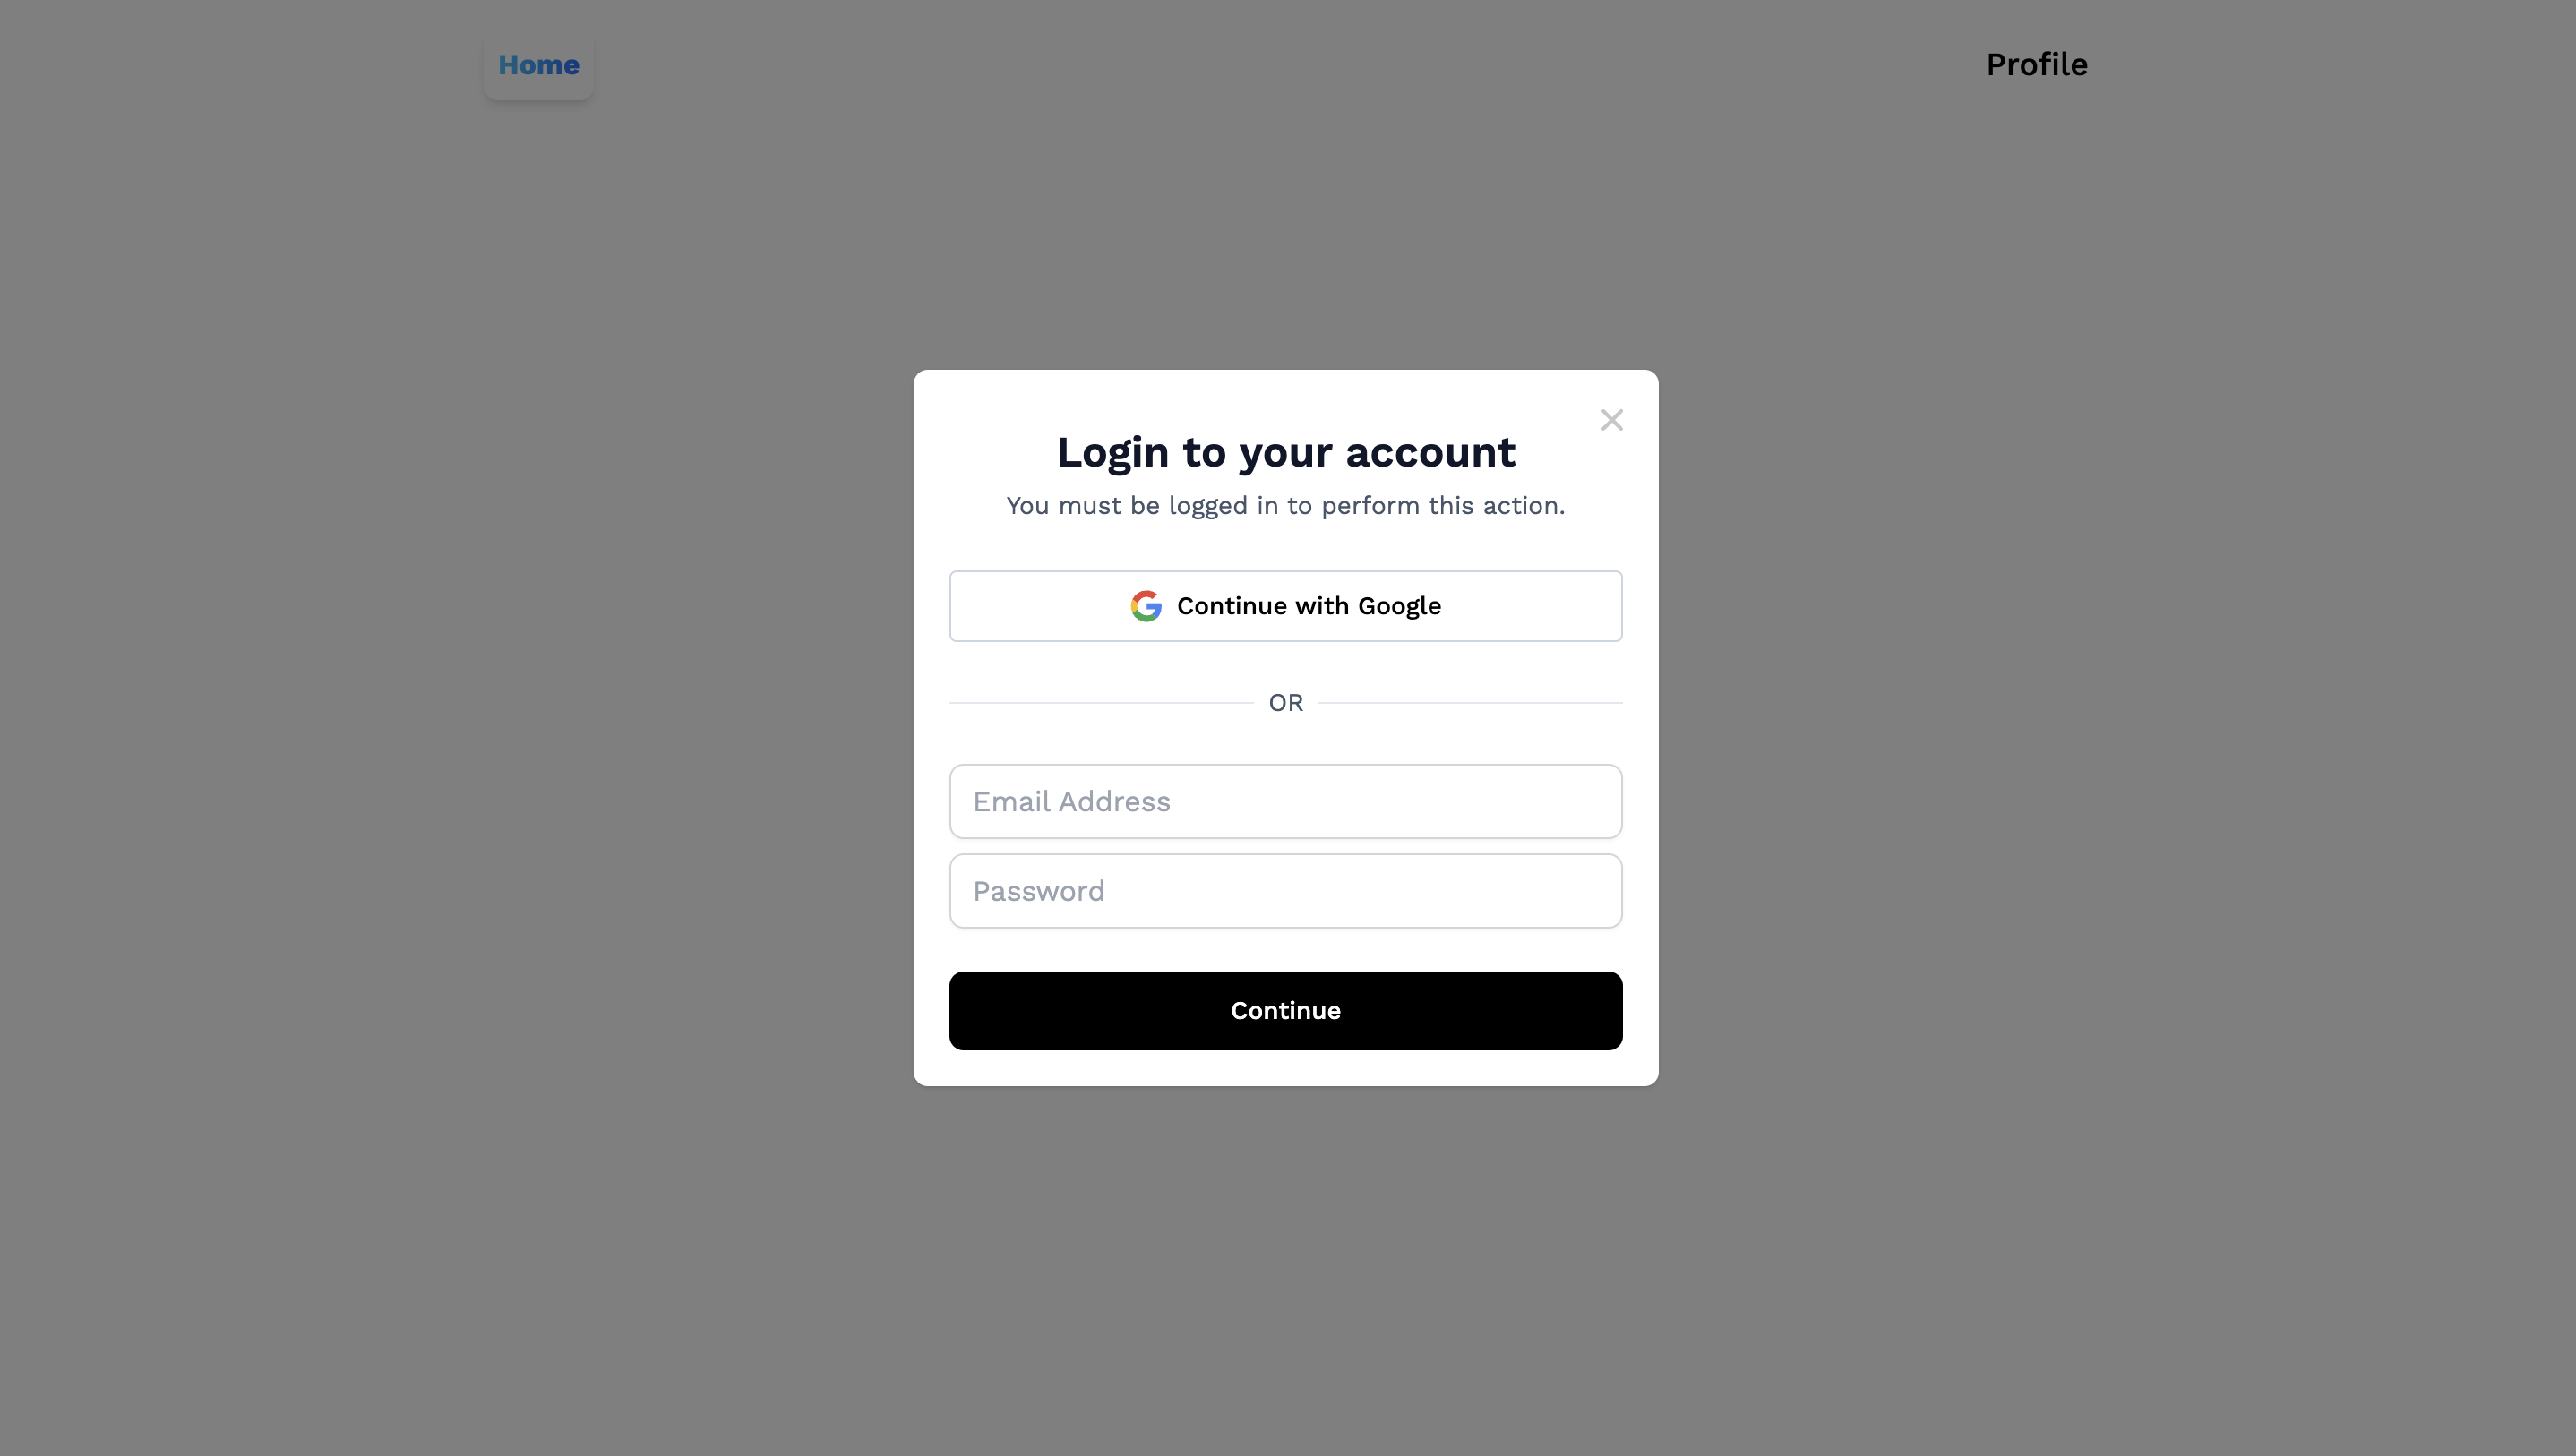 Home
Profile
Login to your account
You must be logged in to perform this action.
Continue with Google
OR
Email Address
Password
Continue